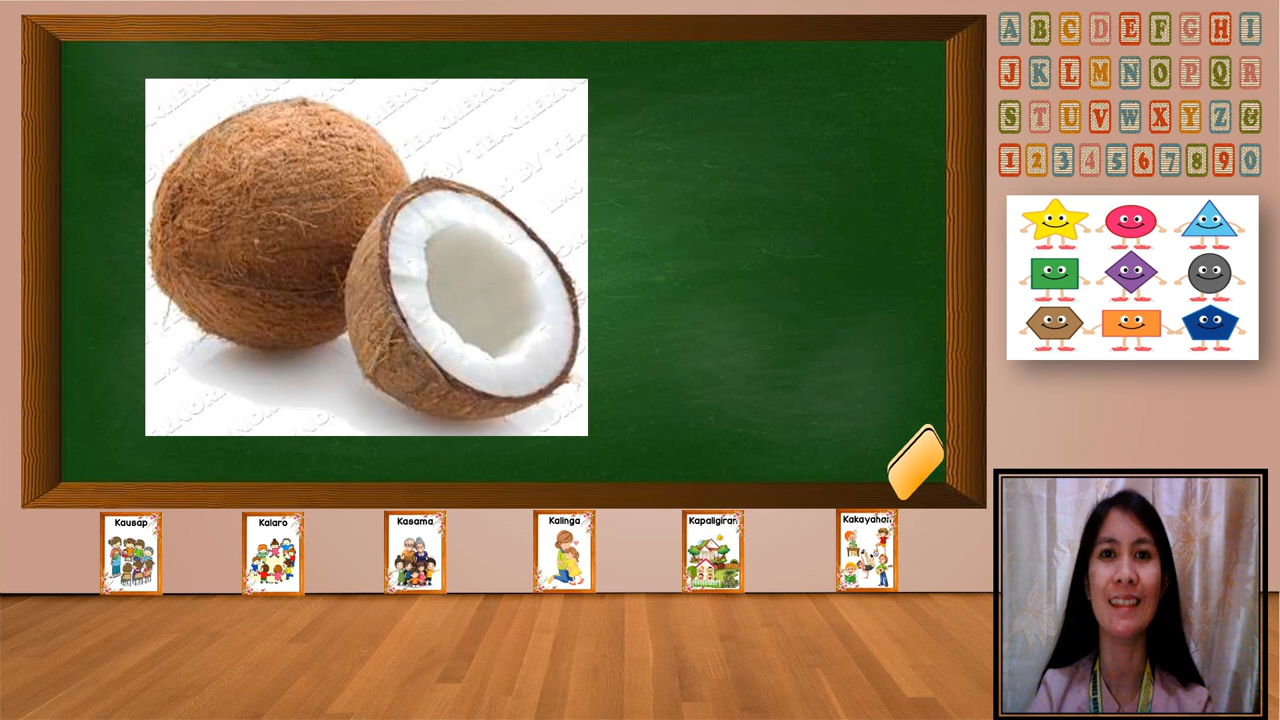 A B C D E F G H I
J K L M N O P Q R
S T U V W X Y Z &
1 2 3 4 5 6 7 8 9 0
Kausap
Kalaro
Kasama
Kalinga
Kapaligiran
Kakayahan